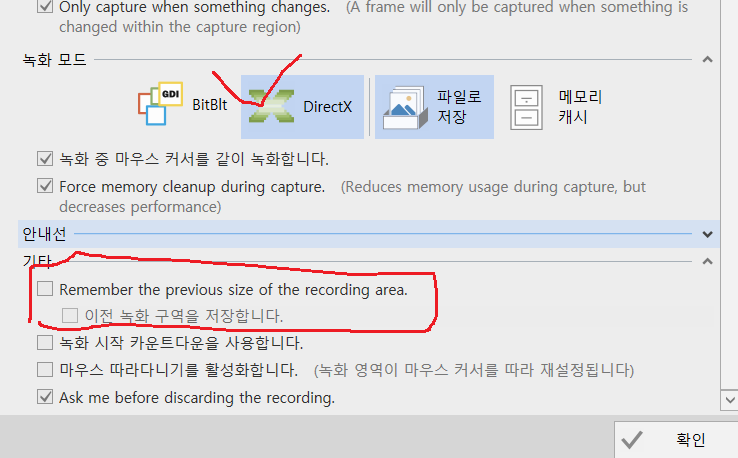 Only capture when something changes. (A frame will only be captured when something is
changed within the capture region)
녹화 모드
GDI
BitBlt
DirectX
파일로
저장
메모리
캐시
녹화 중 마우스 커서를 같이 녹화합니다.
Force memory cleanup during capture. (Reduces memory usage during capture, but
decreases performance)
안내선
기타
Remember the previous size of the recording area.
이전 녹화 구역을 저장합니다.
녹화 시작 카운트다운을 사용합니다.
마우스 따라다니기를 활성화합니다. (녹화 영역이 마우스 커서를 따라 재설정됩니다)
Ask me before discarding the recording.
확인